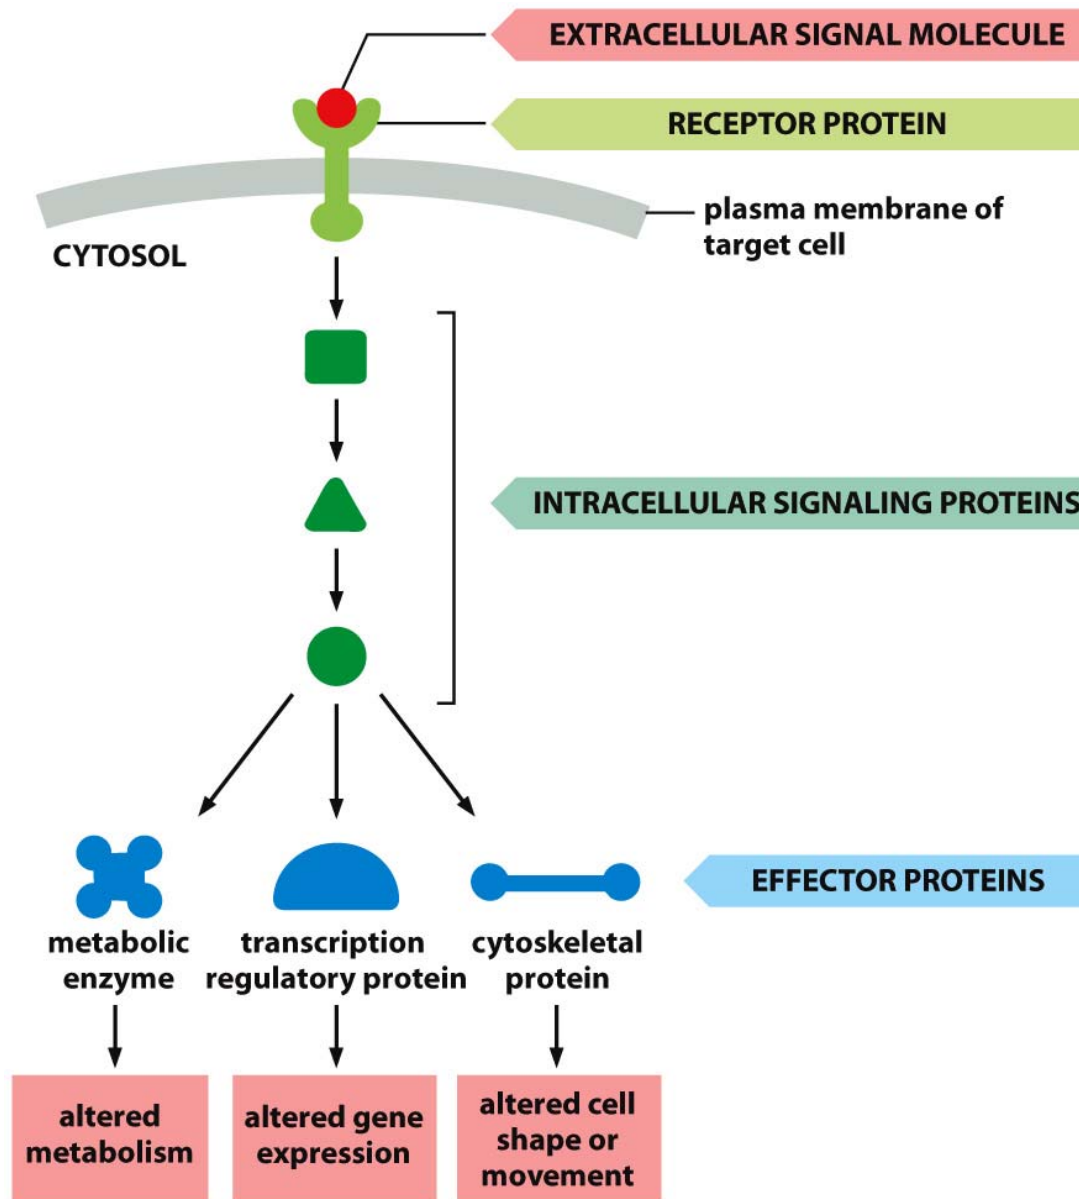 EXTRACELLULAR SIGNAL MOLECULE
RECEPTOR PROTEIN
plasma membrane of
target cell
CYTOSOL
INTRACELLULAR SIGNALING PROTEINS
EFFECTOR PROTEINS
metabolic
enzyme
transcription
regulatory protein
cytoskeletal
protein
altered
metabolism
altered gene
expression
altered cell
shape or
movement